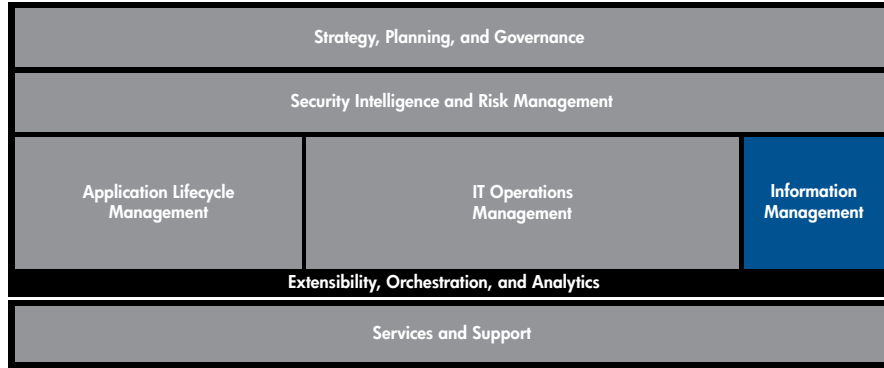 Strategy, Planning, and Governance
Security Intelligence and Risk Management
Application Lifecycle
Management
IT Operations
Management
Information
Management
Extensibility, Orchestration, and Analytics
Services and Support